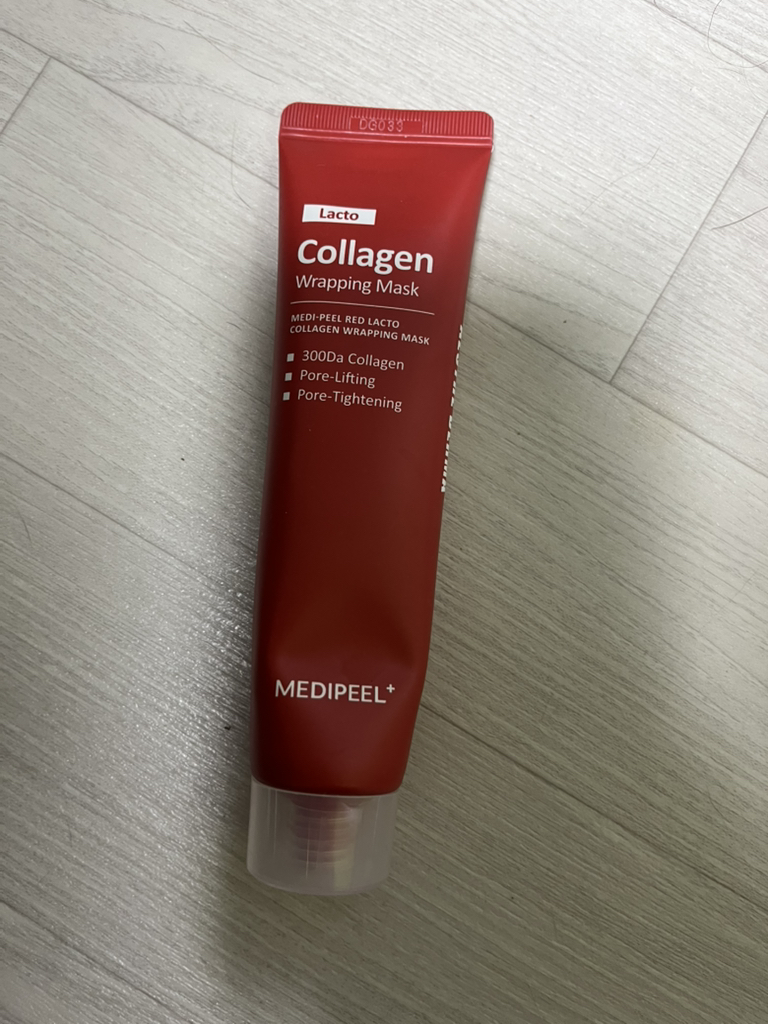 DG033
Lacto
Collagen
Wrapping Mask
MEDI-PEEL RED LACTO
COLLAGEN WRAPPING MASK
300Da Collagen
Pore-Lifting
Pore-Tightening
MEDIPEEL+